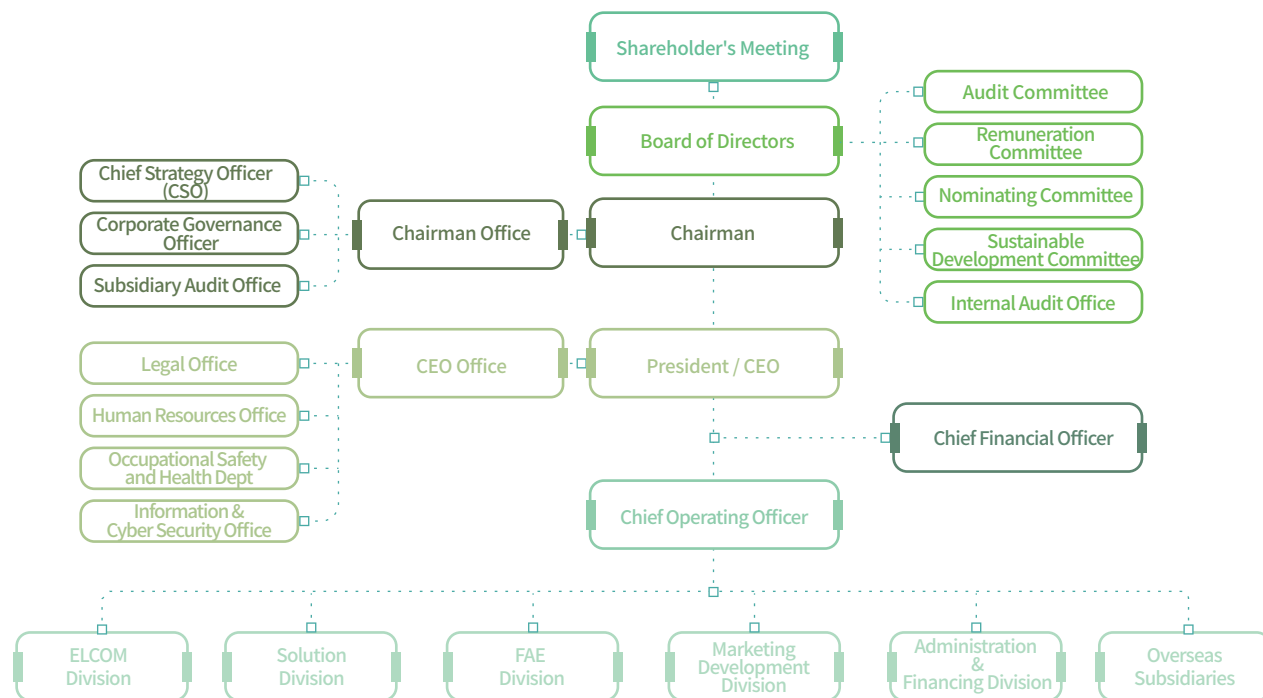 Shareholder's Meeting
Board of Directors
Audit Committee
Remuneration
Committee
Nominating Committee
Sustainable
Development Committee
Internal Audit Office
Chief Strategy Officer
(CSO)
Corporate Governance
Officer
Subsidiary Audit Office
Chairman Office
Chairman
Legal Office
Human Resources Office
Occupational Safety
and Health Dept
Information &
Cyber Security Office
CEO Office
President / CEO
Chief Financial Officer
Chief Operating Officer
ELCOM
Division
Solution
Division
FAE
Division
Marketing
Development
Division
Administration
&
Financing Division
Overseas
Subsidiaries